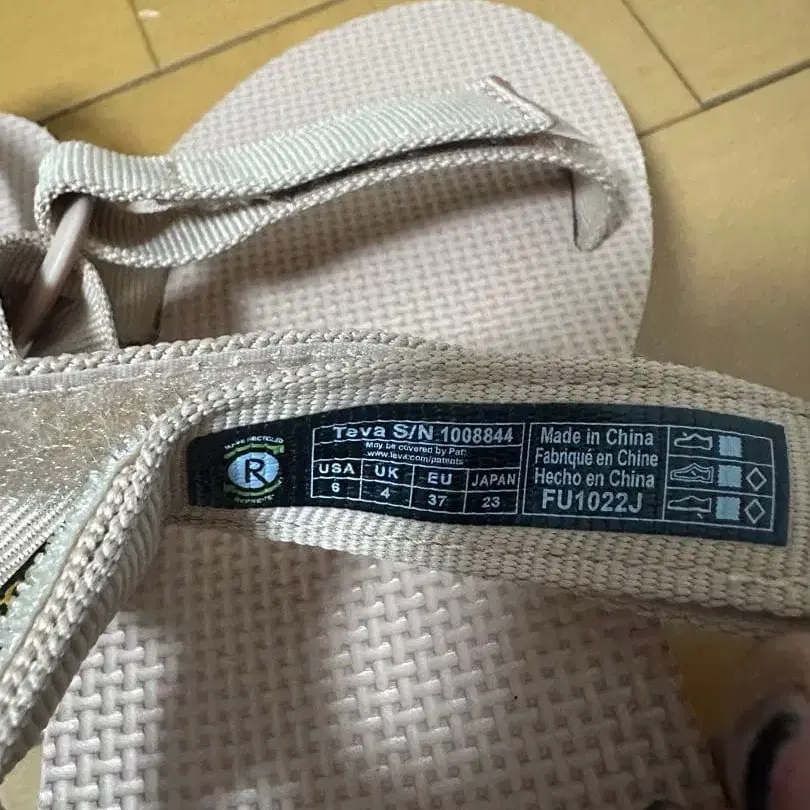 R
Teva S/N 1008844
May be covered by Pat:
www.teva.com/patents
USA UK EU JAPAN
6 4 37 23
Made in China
Fabriqué en Chine
Hecho en China
FU1022J